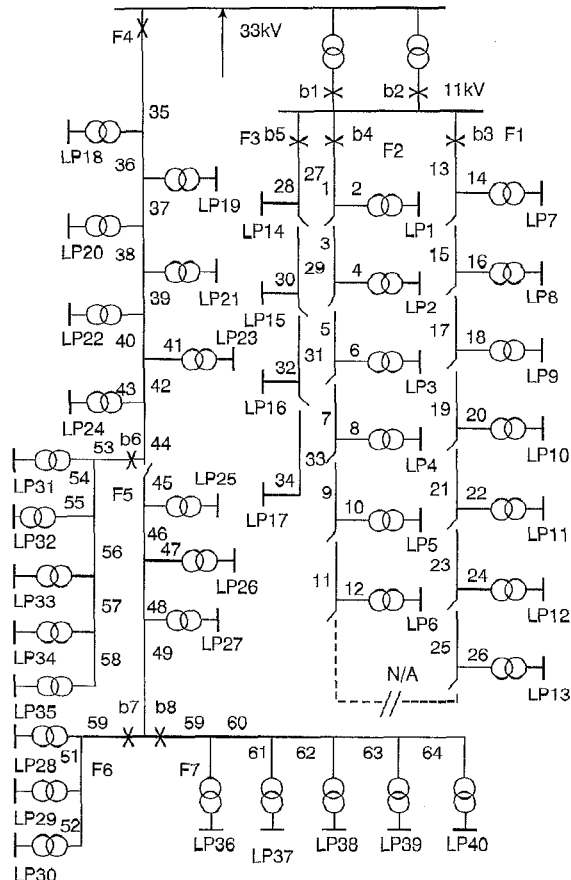 F4 33kV
b1 b2 11kV
35 F3 b5 b4 F2 b3 F1
LP18 27 13 14
36 28 1 2
LP19 LP14 LP1 LP7
37 3 15 16
LP20 29 4
38 30 LP2 LP8
LP21 LP15
39 5 17 18
LP22 LP23 31 6
40 41 32 LP3 LP9
LP16
43 42 7 19 20
LP24 8
53 b6 44 33 LP4 LP10
LP31 54 34
F5 45 LP25 LP17 9 10 21 22
55 LP5 LP11
LP32 46
56 47 11 12 23 24
LP33 LP26 LP6 LP12
57 48
LP34 LP27 25 26
58 49 N/A LP13
LP35 b7 b8
59 59 60
51 61 62 63 64
LP28 F6 F7
LP29
52 LP36 LP37 LP38 LP39 LP40
LP30